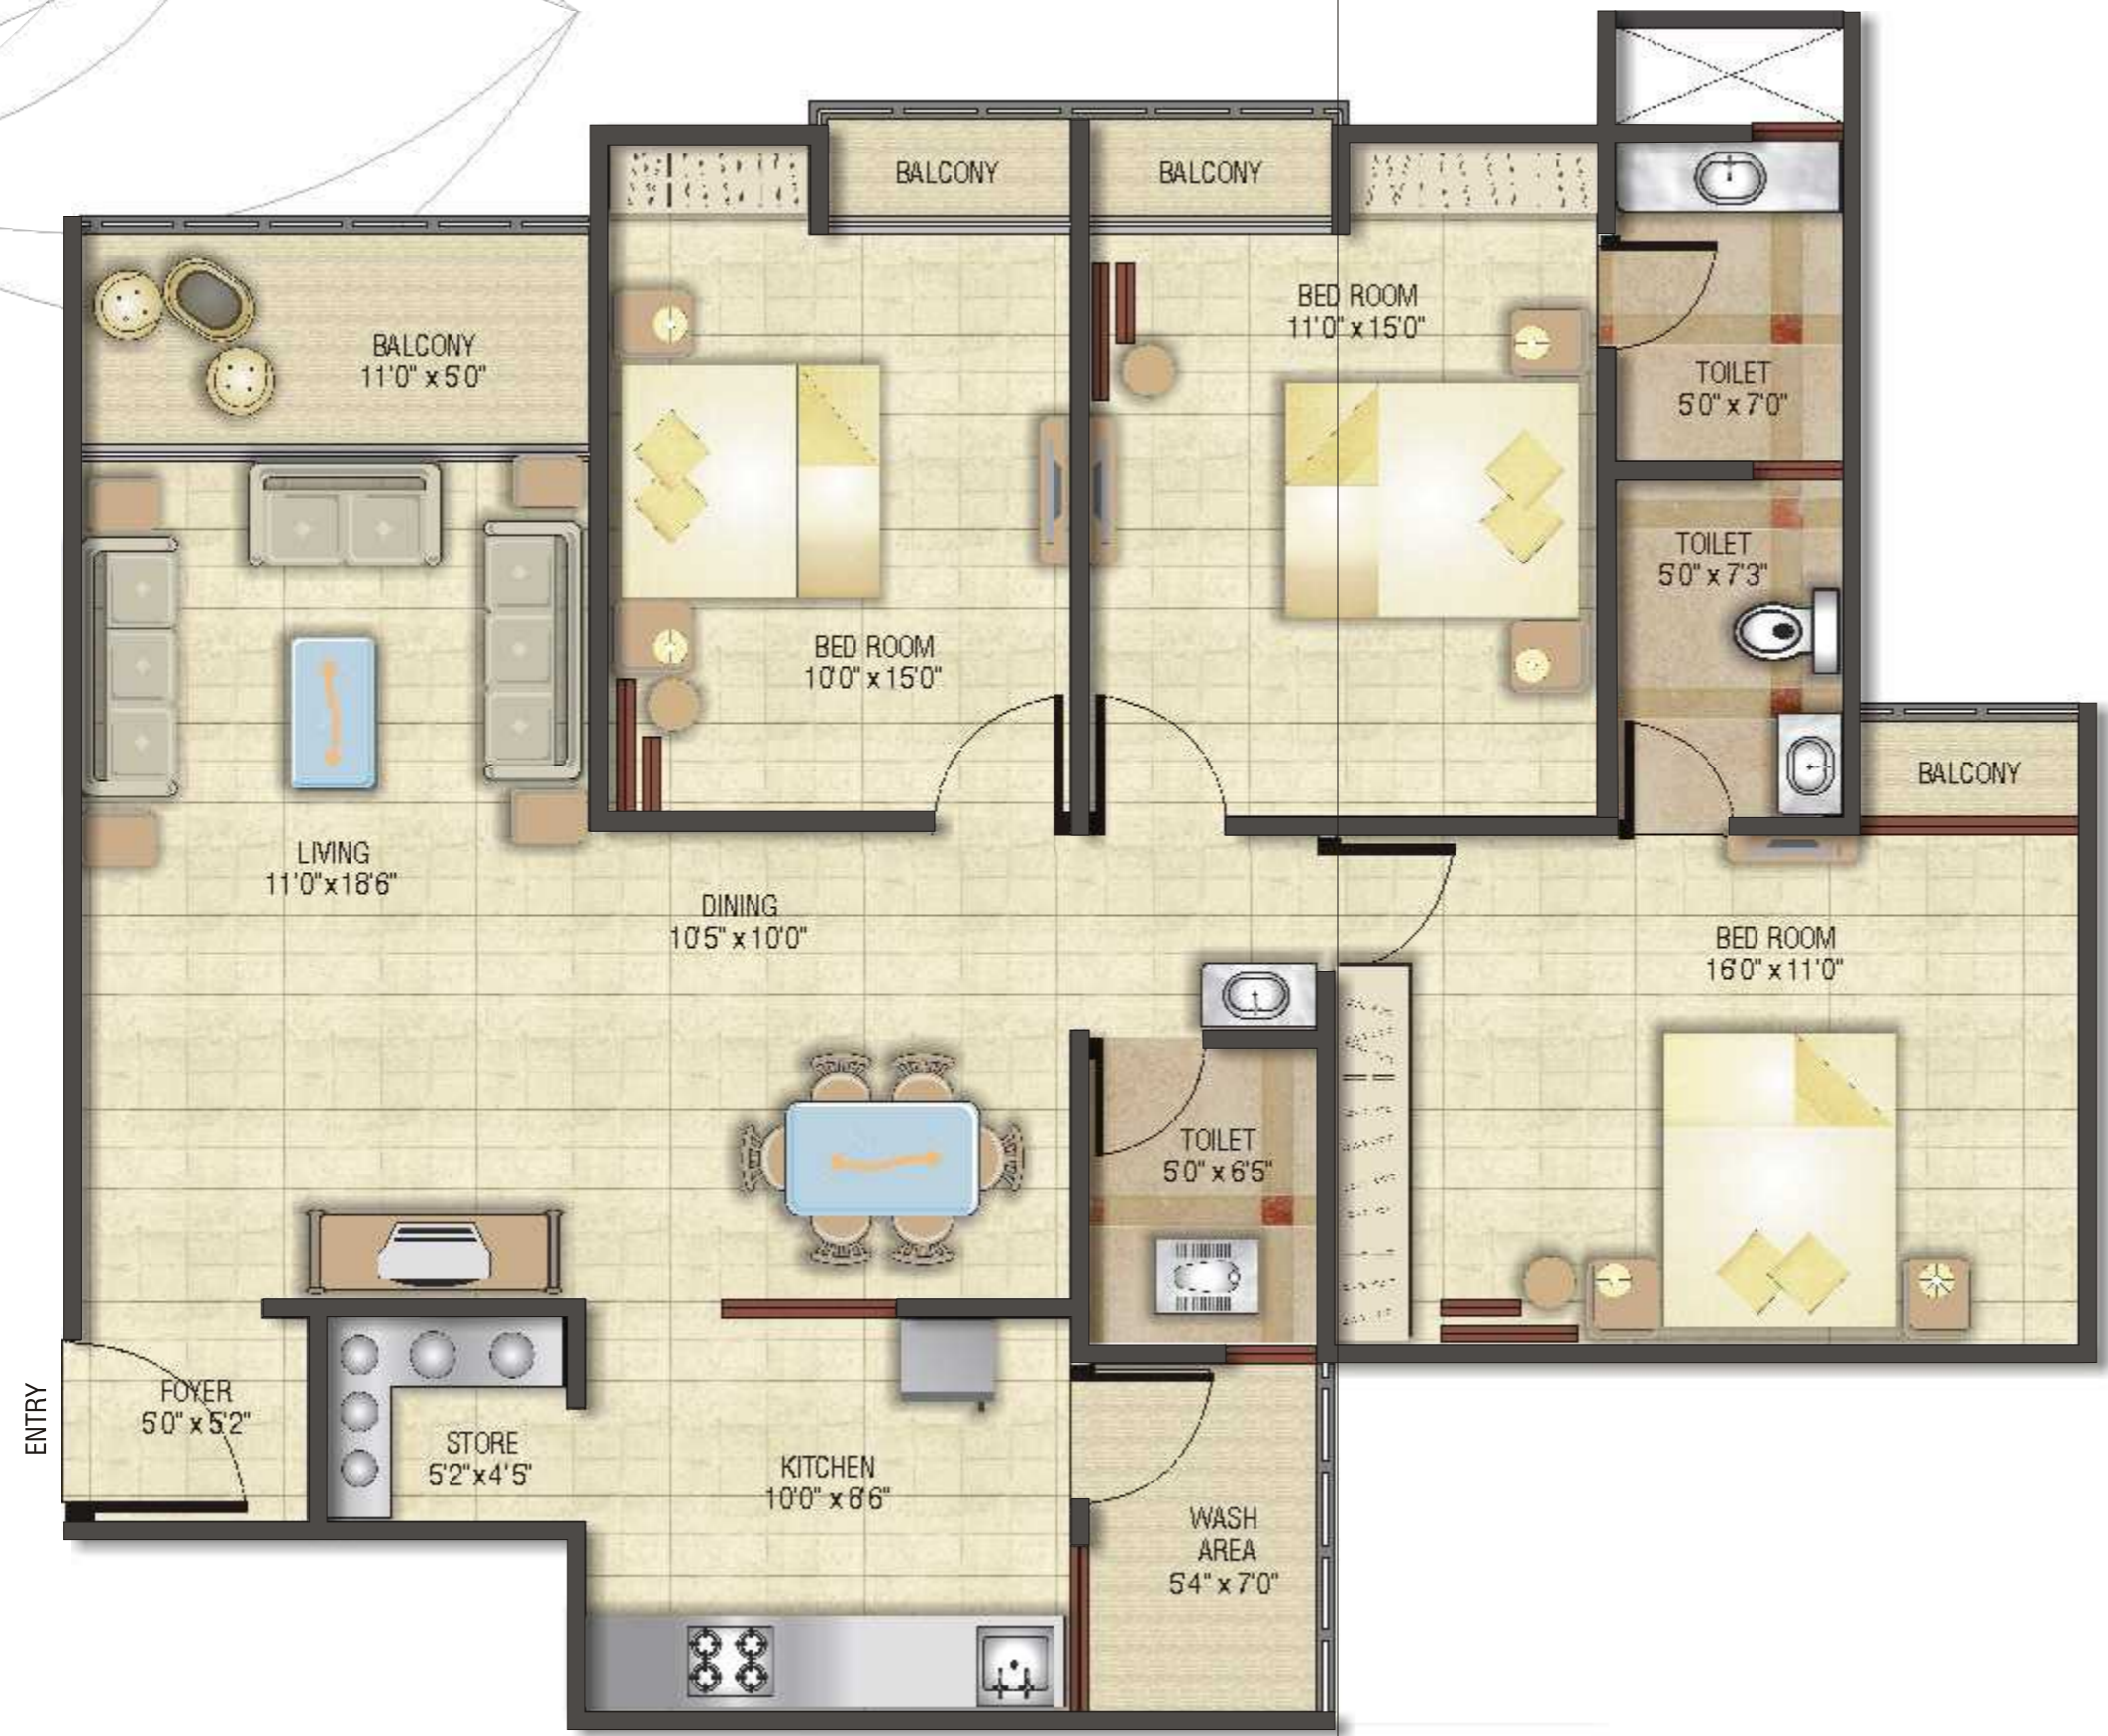 BALCONY
BALCONY
BED ROOM
11'0" x 15'0"
BALCONY
11'0" x 5'0"
TOILET
5'0" x 7'0"
TOILET
5'0" x 7'3"
BED ROOM
10'0" x 15'0"
BALCONY
LIVING
11'0"x18'6"
DINING
10'5" x 10'0"
BED ROOM
16'0" x 11'0"
TOILET
5'0" x 6'5"
ENTRY
FOYER
5'0" x 5'2"
STORE
5'2"x4'5"
KITCHEN
10'0" x 8'6"
WASH
AREA
5'4" x 7'0"